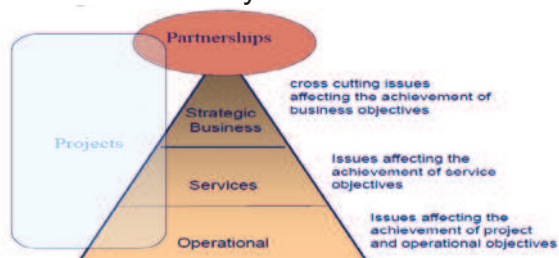 Partnerships
cross cutting issues
affecting the achievement of
business objectives
Strategic
Business
Projects
Issues affecting the
achievement of service
objectives
Services
Issues affecting the
achievement of project
and operational objectives
Operational